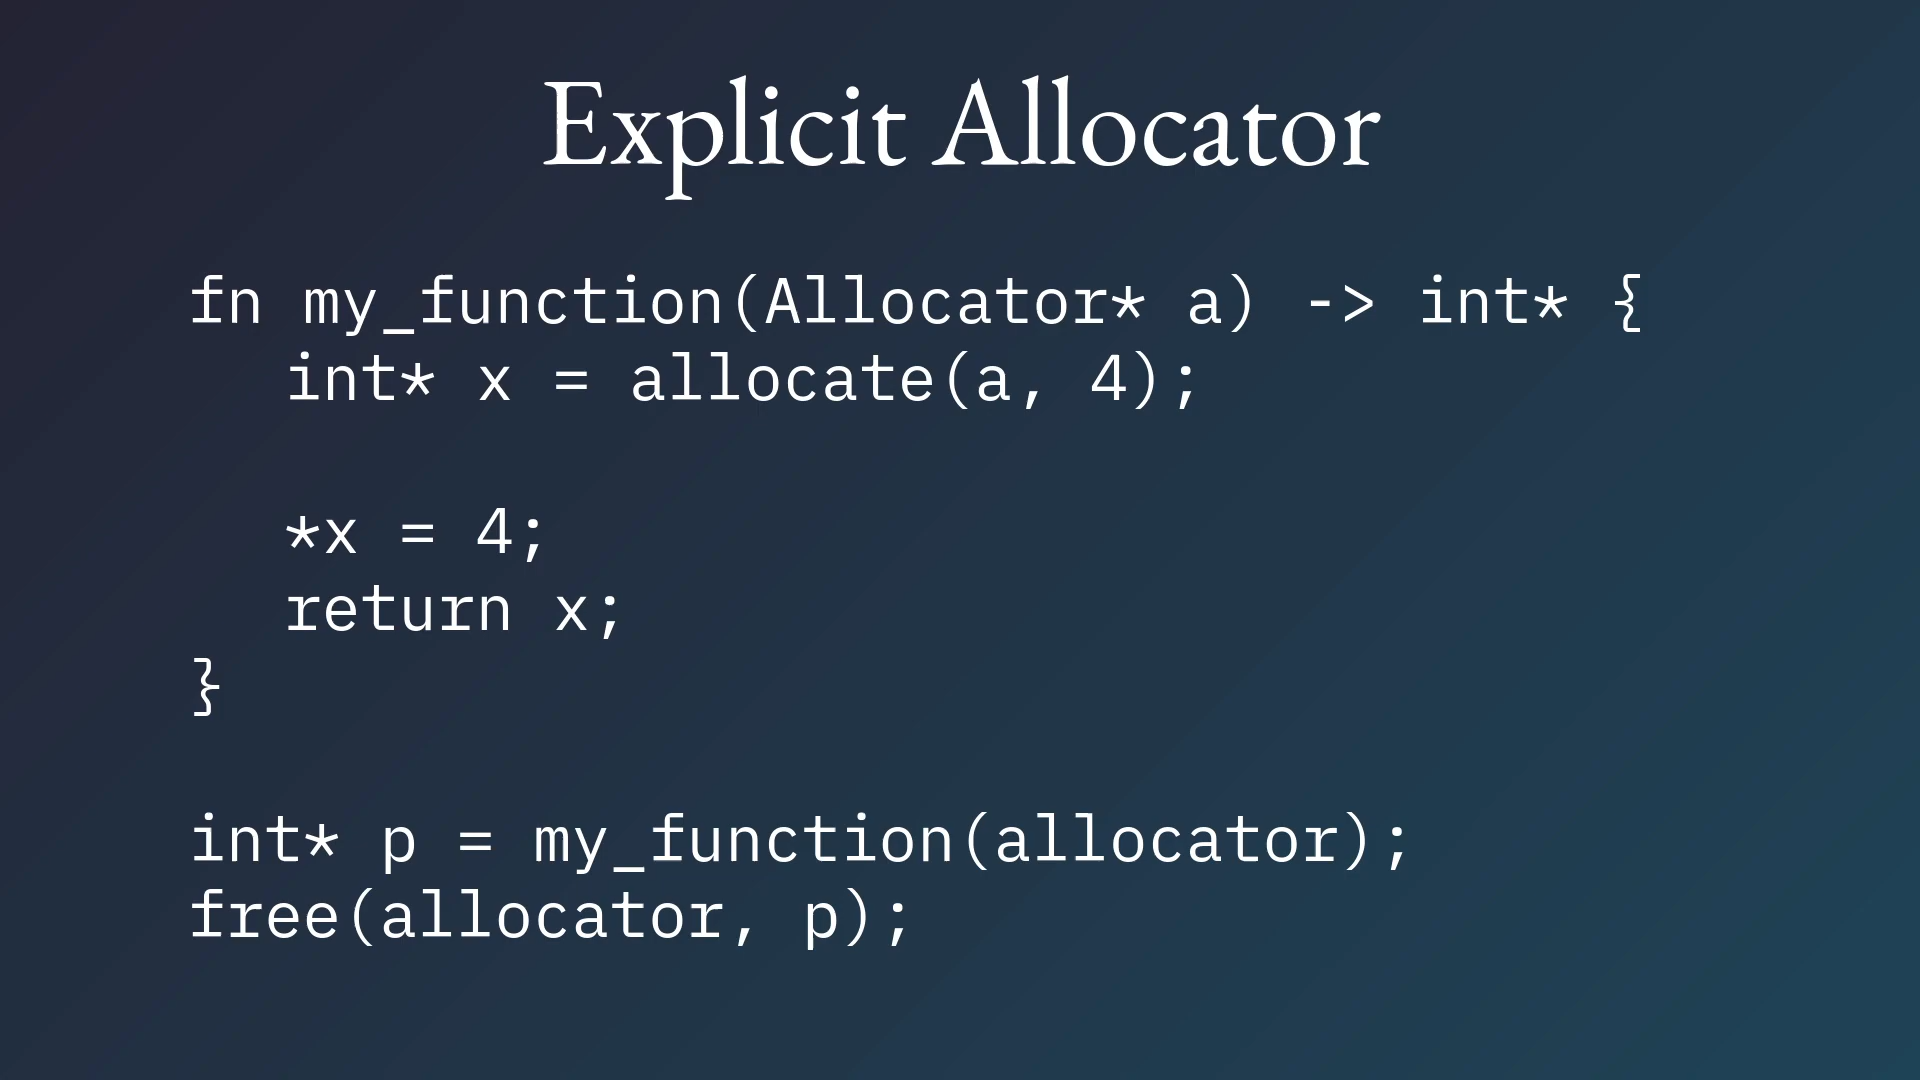 Explicit Allocator
fn my_function(Allocator* a) -> int* {
int* x = allocate(a, 4);
*x = 4;
return x;
}
int* p = my_function(allocator);
free(allocator, p);